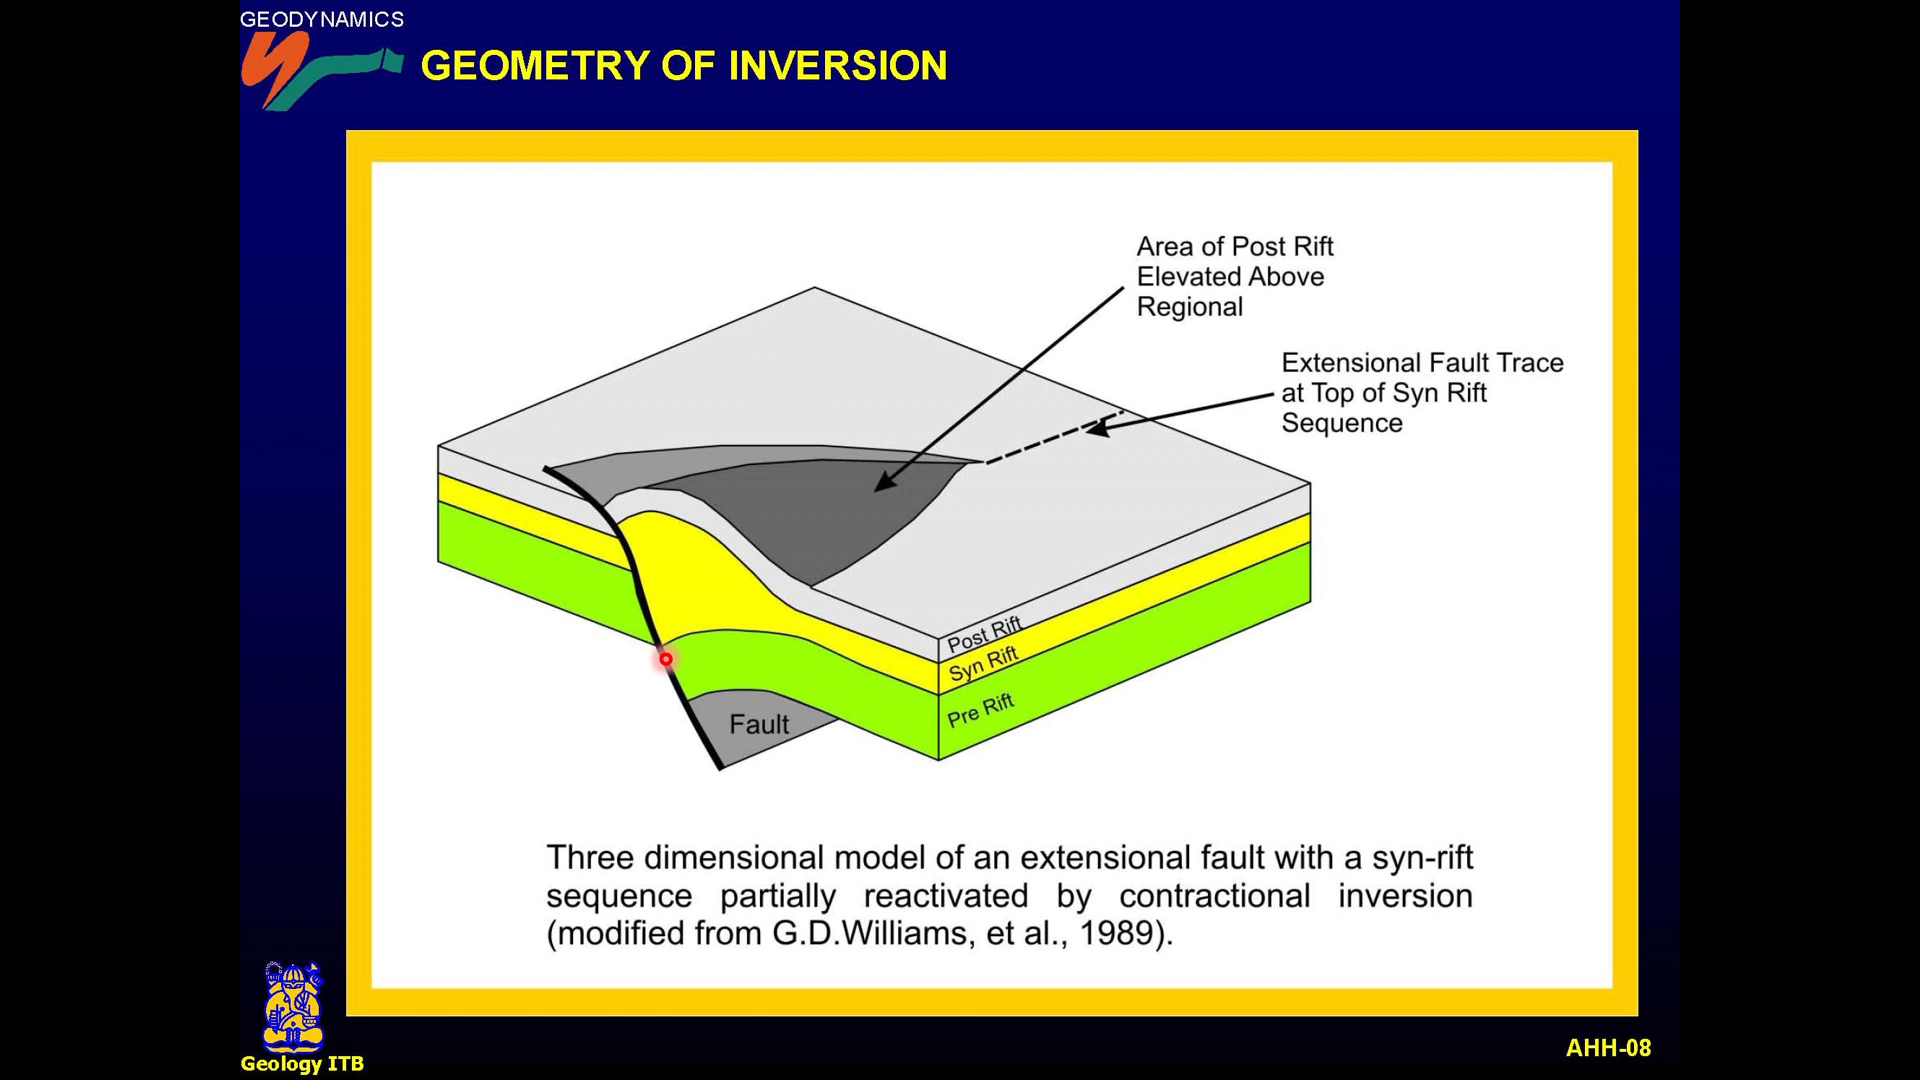 GEODYNAMICS
GEOMETRY OF INVERSION
Area of Post Rift
Elevated Above
Regional
Extensional Fault Trace
at Top of Syn Rift
Sequence
Post Rift
Syn Rift
Pre Rift
Fault
Three dimensional model of an extensional fault with a syn-rift
sequence partially reactivated by contractional inversion
(modified from G.D.Williams, et al., 1989).
Geology ITB
AHH-08